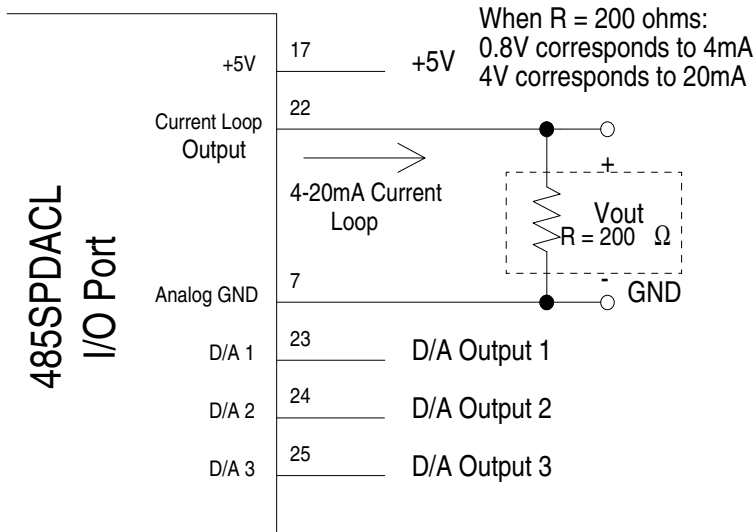 When R = 200 ohms:
0.8V corresponds to 4mA
4V corresponds to 20mA
+5V
17
+5V
Current Loop
Output
22
4-20mA Current
Loop
+
Vout
R = 200 Ω
-
GND
Analog GND
7
D/A 1
23
D/A Output 1
D/A 2
24
D/A Output 2
D/A 3
25
D/A Output 3
485SPDACL
I/O Port